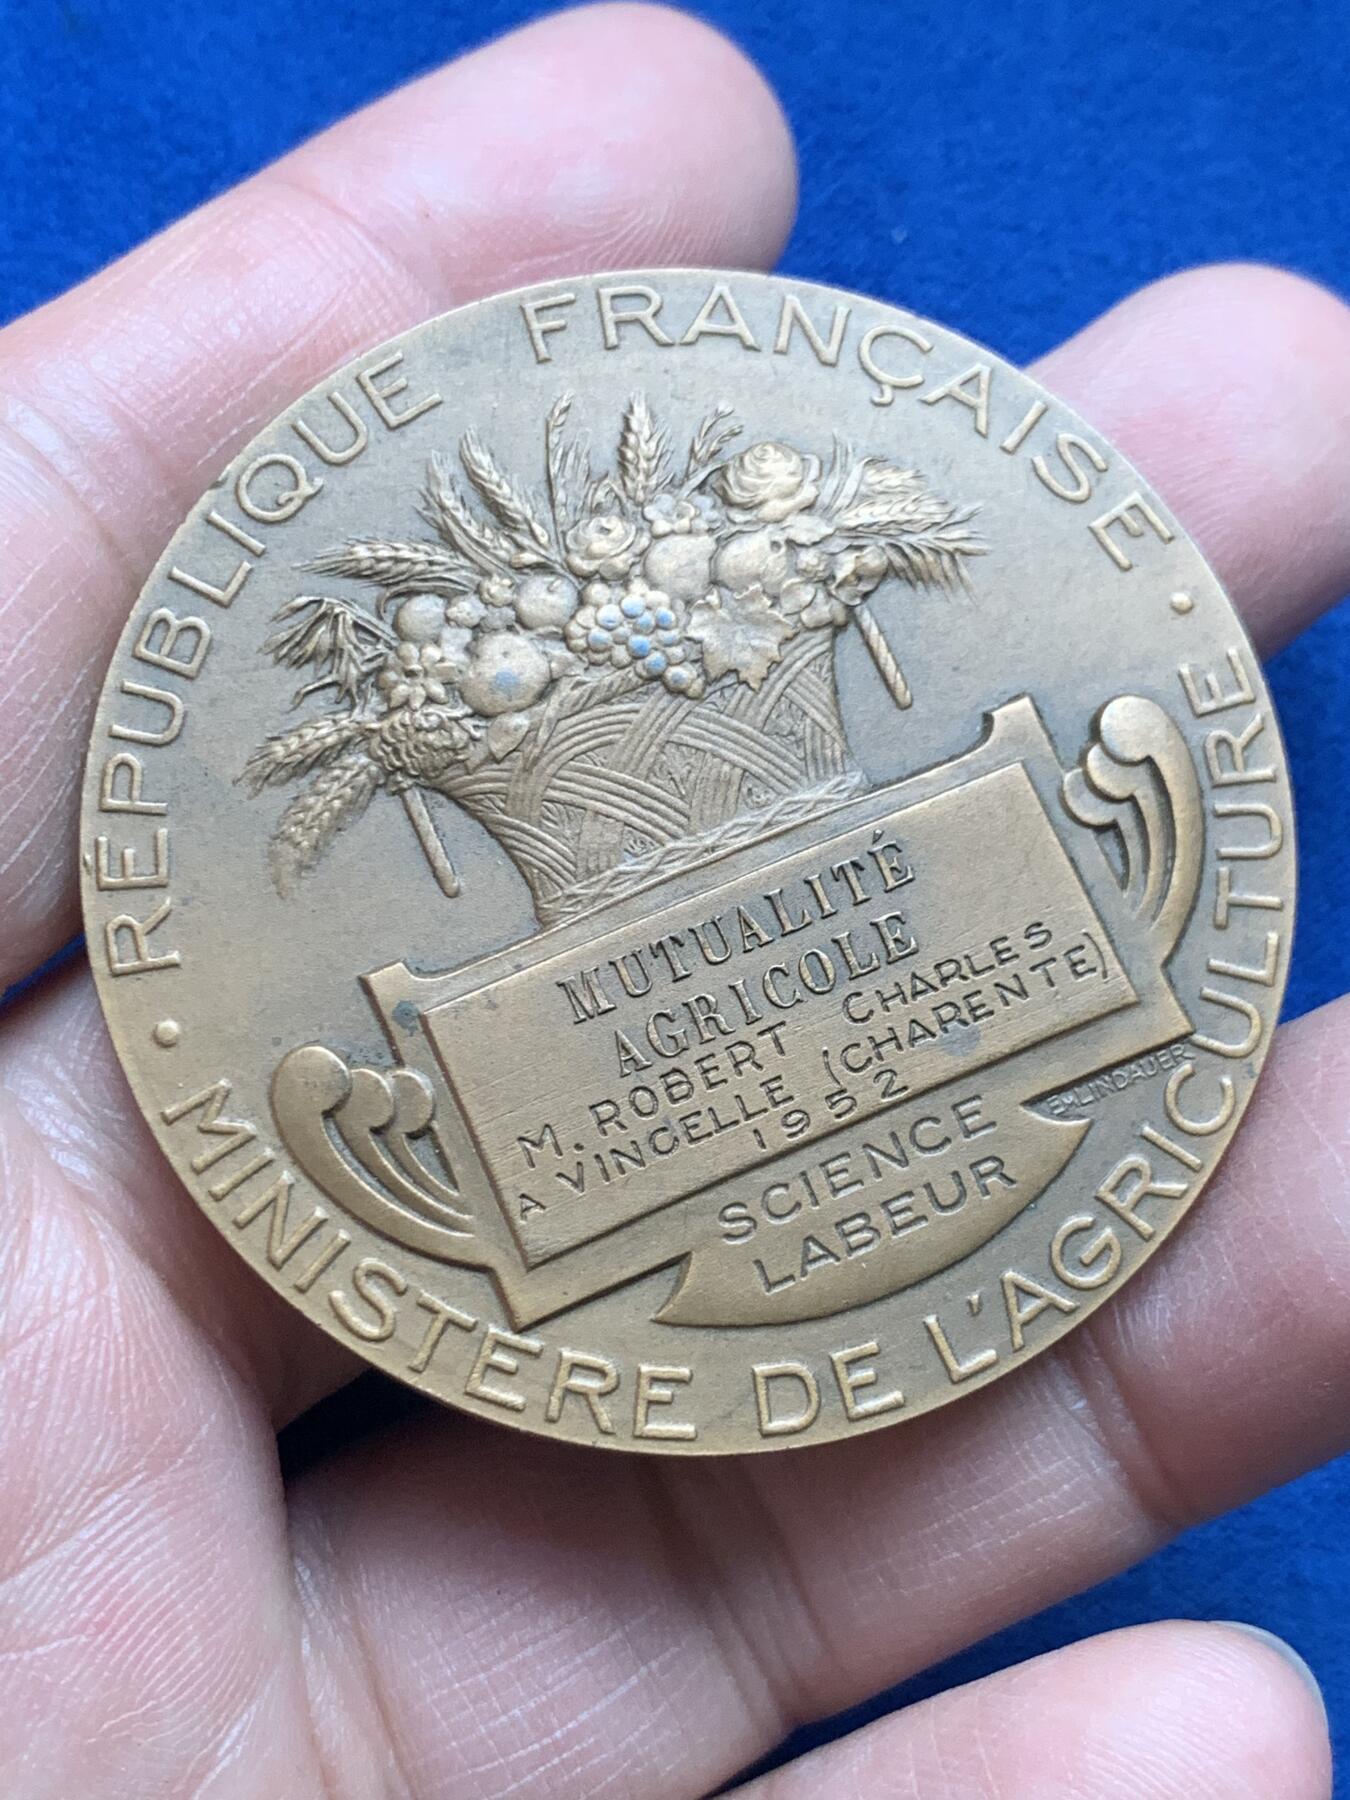 RÉPUBLIQUE FRANÇAISE
MUTUALITÉ
AGRICOLE
M. ROBERT CHARLES
A VINCELLE (CHARENTE)
1952
SCIENCE
LABEUR
EM.LINDAUER
MINISTERE DE L'AGRICULTURE